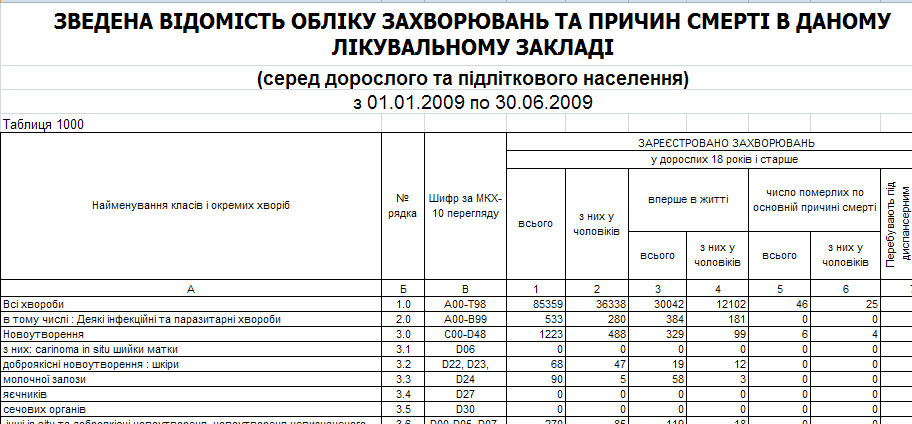 ЗВЕДЕНА ВІДОМІСТЬ ОБЛІКУ ЗАХВОРЮВАНЬ ТА ПРИЧИН СМЕРТІ В ДАНОМУ
ЛІКУВАЛЬНОМУ ЗАКЛАДІ
(серед дорослого та підліткового населення)
з 01.01.2009 по 30.06.2009
Таблиця 1000
Найменування класів і окремих хворіб
№ рядка
Шифр за МКХ-
10 перегляду
ЗАРЕЄСТРОВАНО ЗАХВОРЮВАНЬ
у дорослих 18 років і старше
всього
з них у
чоловіків
вперше в житті
всього
з них у
чоловіків
число померлих по
основній причині смерті
всього
з них у
чоловіків
Перебувають під
диспансерним
А Б В 1 2 3 4 5 6
Всі хвороби 1.0 A00-T98 85359 36338 30042 12102 46 25
в тому числі : Деякі інфекційні та паразитарні хвороби 2.0 A00-B99 533 280 384 181 0 0
Новоутворення 3.0 C00-D48 1223 488 329 99 6 4
з них: carinoma in situ шийки матки 3.1 D06 0 0 0 0 0 0
доброякісні новоутворення : шкіри 3.2 D22, D23, 68 47 19 12 0 0
молочної залози 3.3 D24 90 5 58 3 0 0
яєчників 3.4 D27 0 0 0 0 0 0
сечових органів 3.5 D30 0 0 0 0 0 0